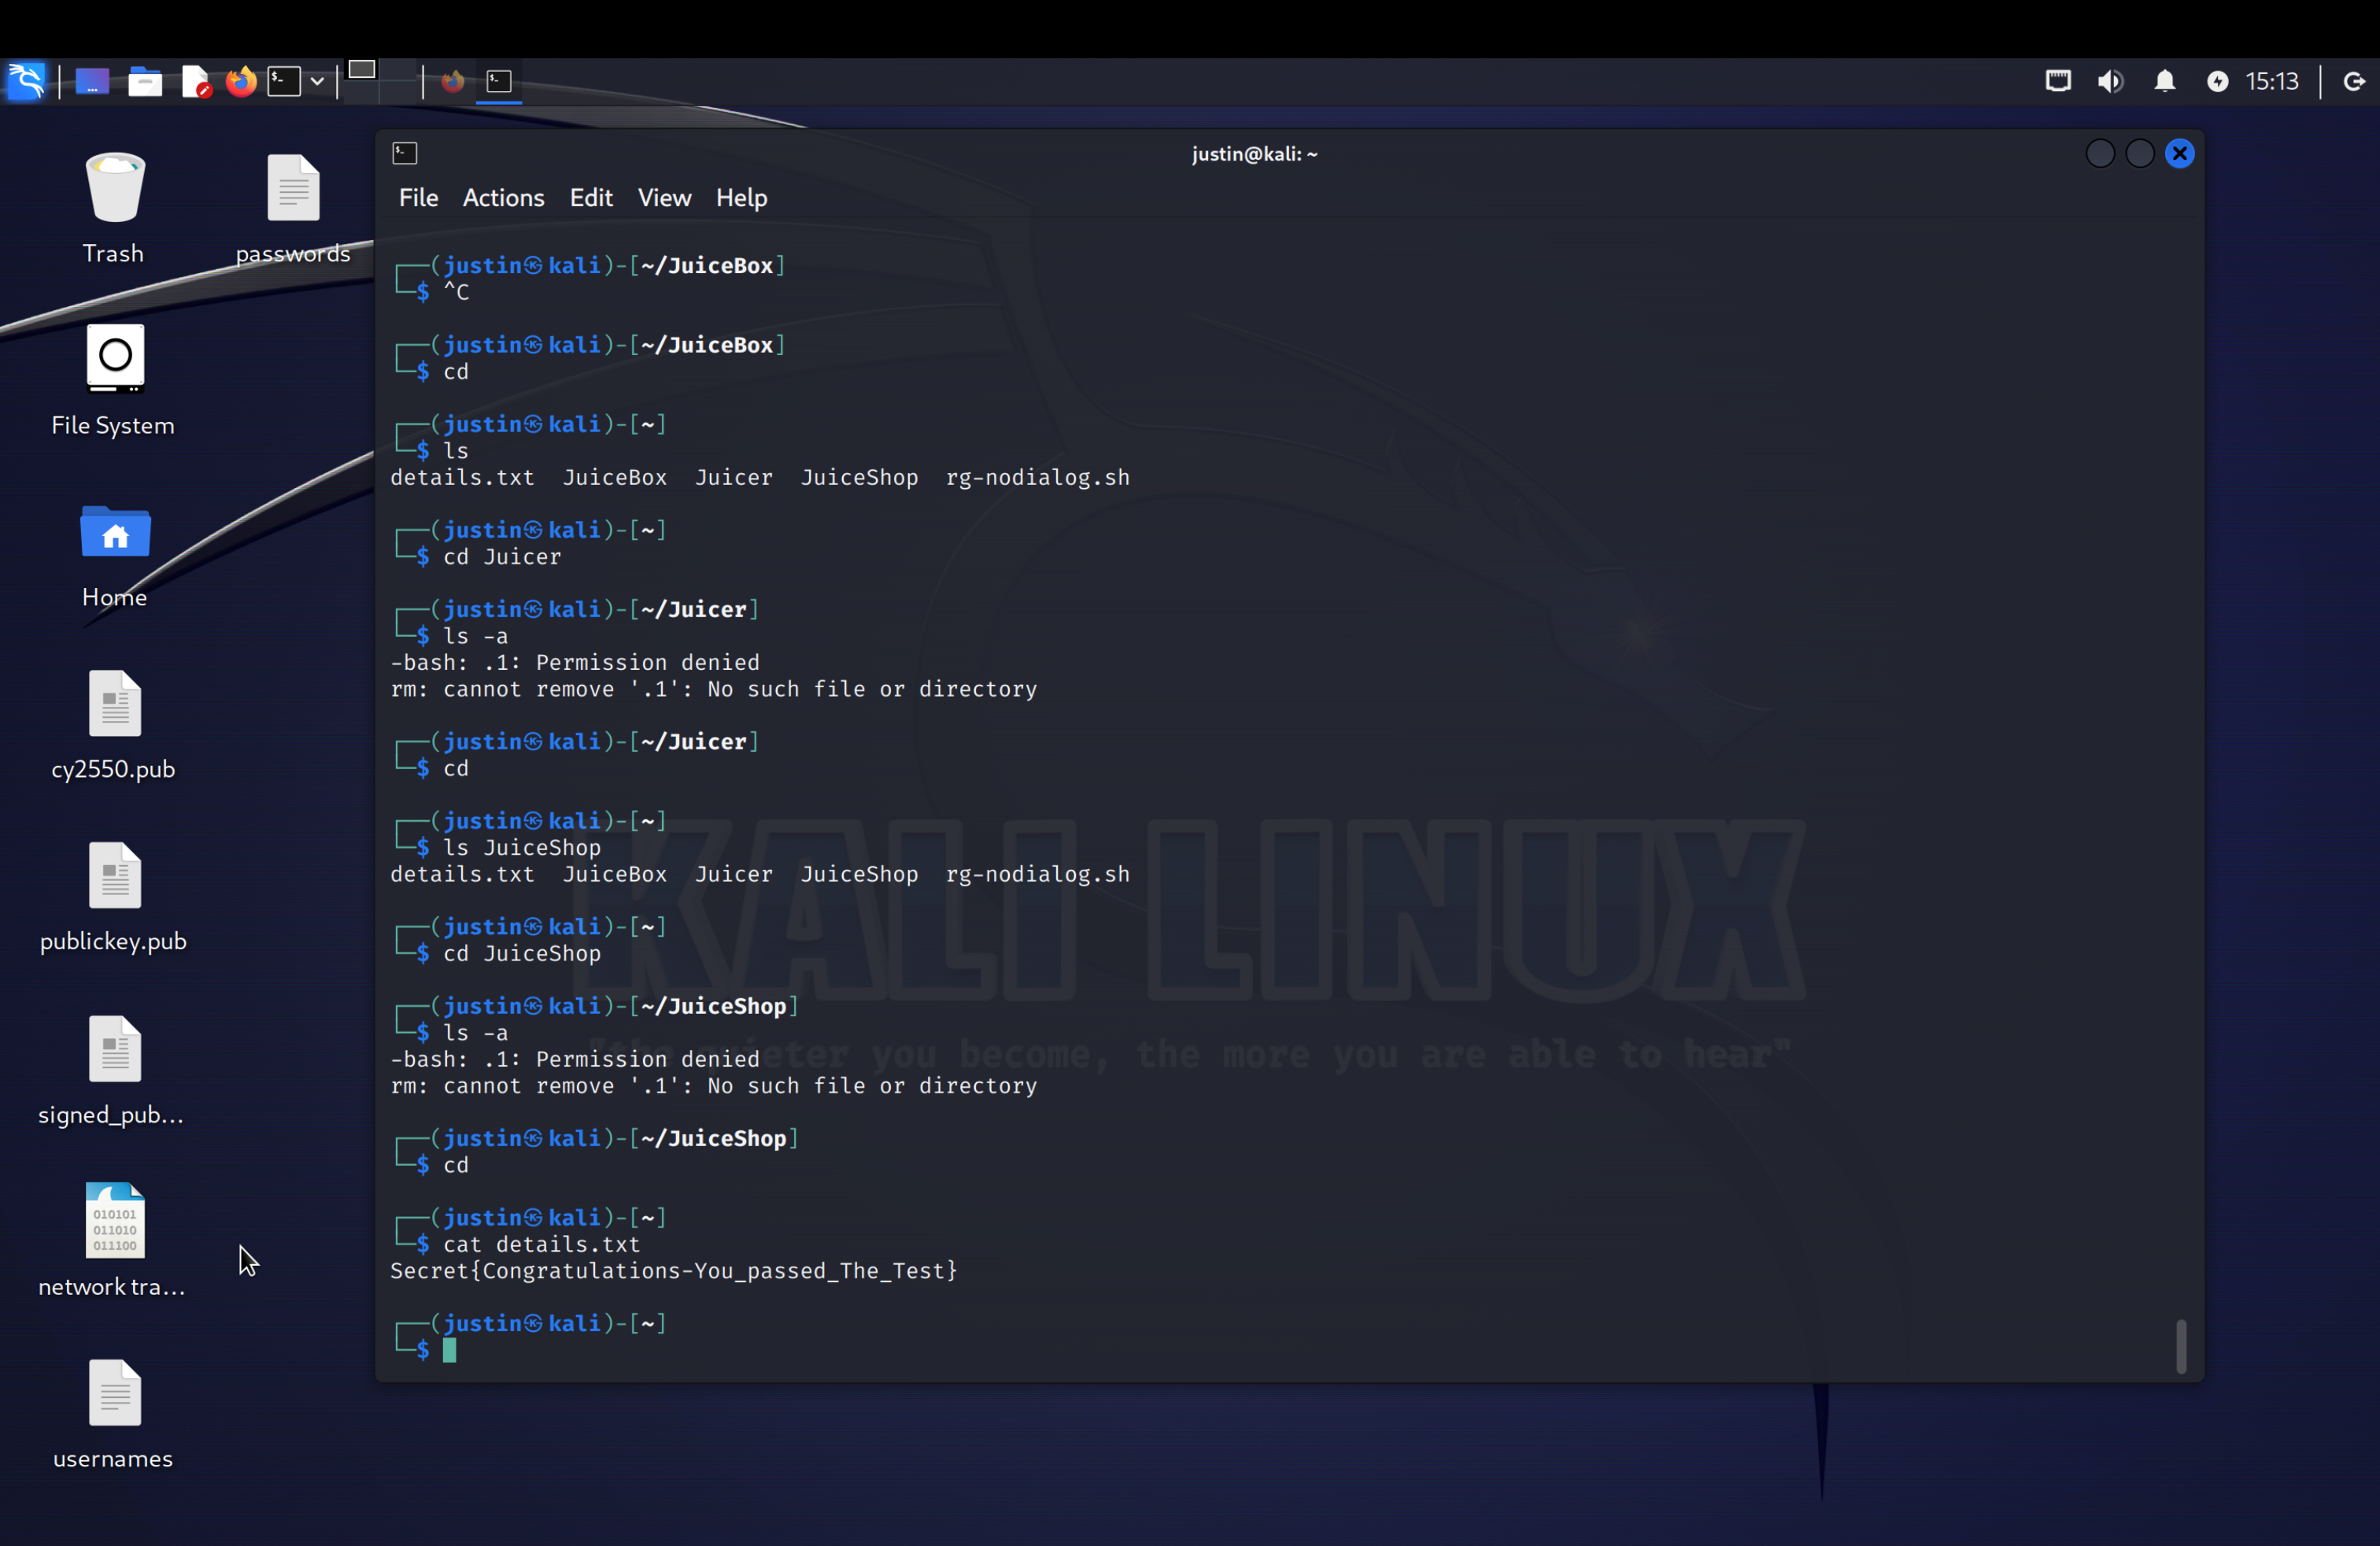 15:13
Trash
passwords
File System
Home
cy2550.pub
publickey.pub
signed_pub...
010101
011010
011100
network tra...
usernames
justin@kali: ~
File Actions Edit View Help
┌──(justin㉿kali)-[~/JuiceBox]
└─$ ^C
┌──(justin㉿kali)-[~/JuiceBox]
└─$ cd
┌──(justin㉿kali)-[~]
└─$ ls
details.txt  JuiceBox  Juicer  JuiceShop  rg-nodialog.sh
┌──(justin㉿kali)-[~]
└─$ cd Juicer
┌──(justin㉿kali)-[~/Juicer]
└─$ ls -a
-bash: .1: Permission denied
rm: cannot remove '.1': No such file or directory
┌──(justin㉿kali)-[~/Juicer]
└─$ cd
┌──(justin㉿kali)-[~]
└─$ ls JuiceShop
details.txt  JuiceBox  Juicer  JuiceShop  rg-nodialog.sh
┌──(justin㉿kali)-[~]
└─$ cd JuiceShop
┌──(justin㉿kali)-[~/JuiceShop]
└─$ ls -a
-bash: .1: Permission denied
rm: cannot remove '.1': No such file or directory
┌──(justin㉿kali)-[~/JuiceShop]
└─$ cd
┌──(justin㉿kali)-[~]
└─$ cat details.txt
Secret{Congratulations-You_passed_The_Test}
┌──(justin㉿kali)-[~]
└─$
KALI LINUX
"the quieter you become, the more you are able to hear"